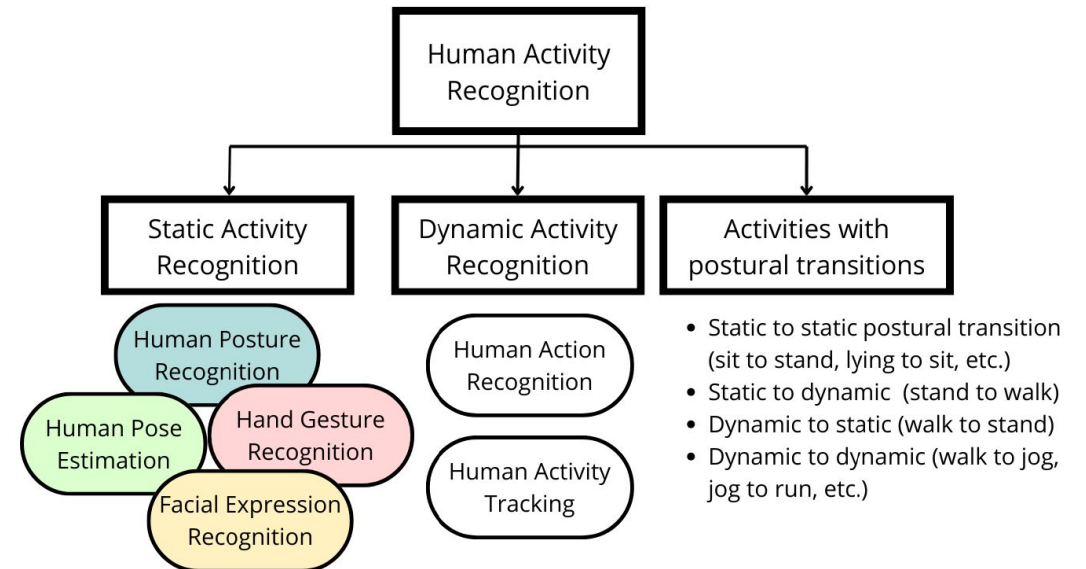 Human Activity
Recognition
Static Activity
Recognition
Dynamic Activity
Recognition
Activities with
postural transitions
Human Posture
Recognition
Human Pose
Estimation
Hand Gesture
Recognition
Facial Expression
Recognition
Human Action
Recognition
Human Activity
Tracking
• Static to static postural transition
(sit to stand, lying to sit, etc.)
• Static to dynamic (stand to walk)
• Dynamic to static (walk to stand)
• Dynamic to dynamic (walk to jog,
jog to run, etc.)